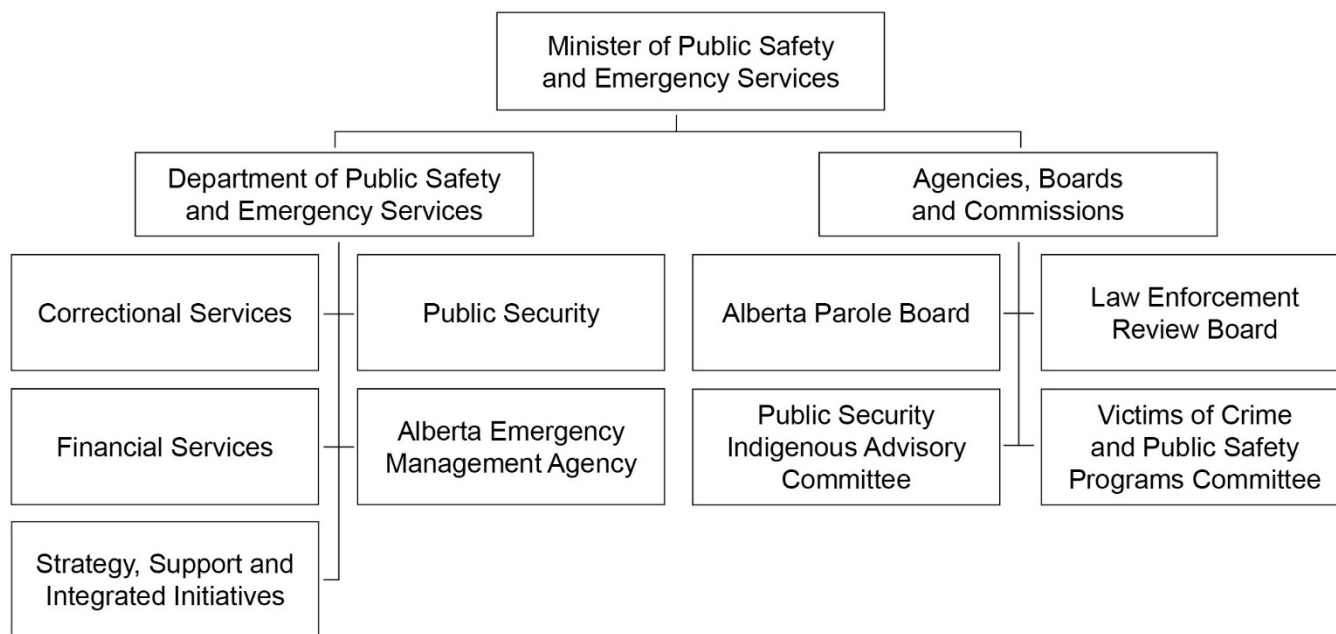 Minister of Public Safety
and Emergency Services
Department of Public Safety
and Emergency Services
Agencies, Boards
and Commissions
Correctional Services
Public Security
Alberta Parole Board
Law Enforcement
Review Board
Financial Services
Alberta Emergency
Management Agency
Public Security
Indigenous Advisory
Committee
Victims of Crime
and Public Safety
Programs Committee
Strategy, Support and
Integrated Initiatives